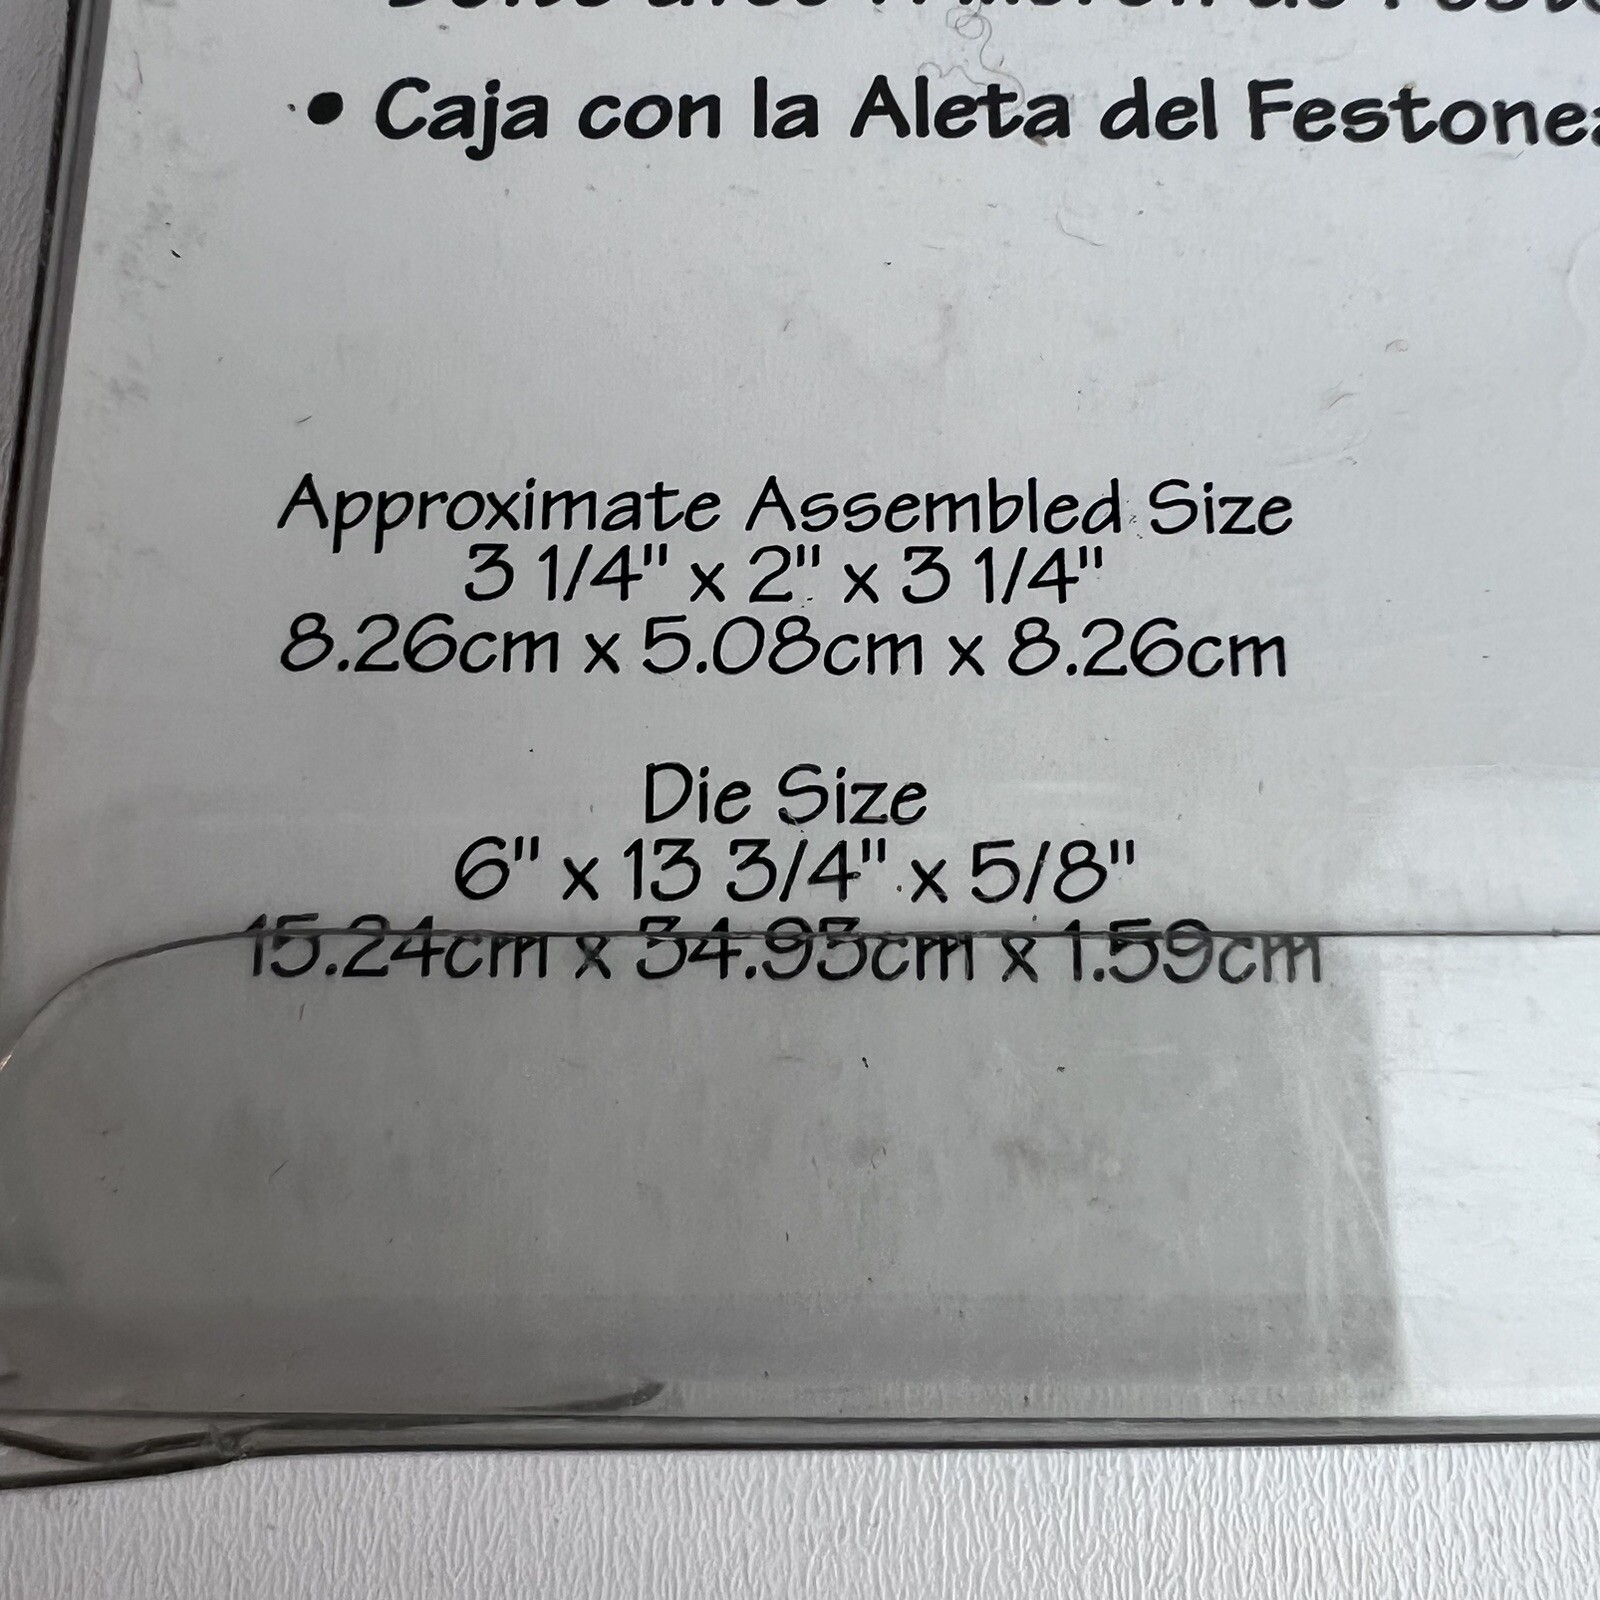 • Caja con la Aleta del
Approximate Assembled Size
3 1/4" x 2" x 3 1/4"
8.26cm x 5.08cm x 8.26cm
Die Size
6" x 13 3/4" x 5/8"
15.24cm x 34.93cm x 1.59cm